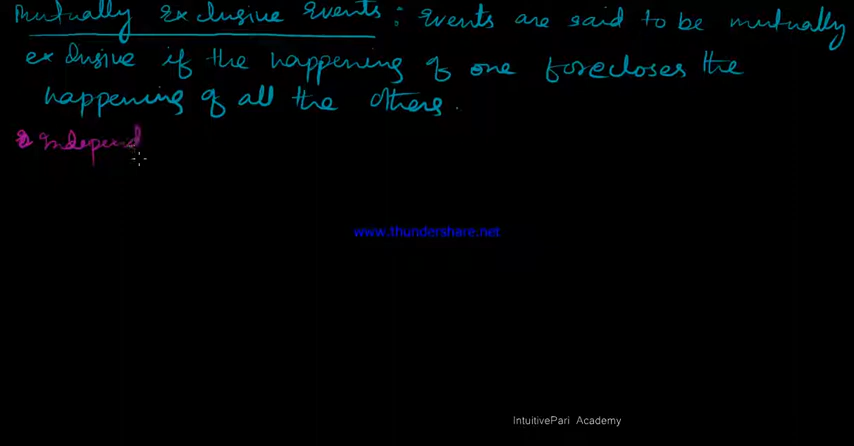 Mutually Exclusive Events : Events are said to be mutually
exclusive if the happening of one forecloses the
happening of all the others.
Independ
www.thundershare.net
IntuitivePari Academy